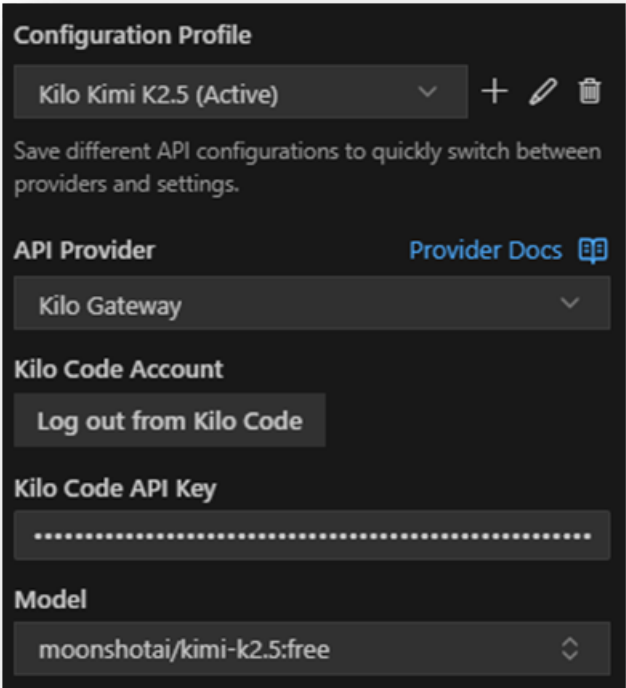 Configuration Profile
Kilo Kimi K2.5 (Active)
Save different API configurations to quickly switch between
providers and settings.
API Provider
Provider Docs
Kilo Gateway
Kilo Code Account
Log out from Kilo Code
Kilo Code API Key
Model
moonshotai/kimi-k2.5:free